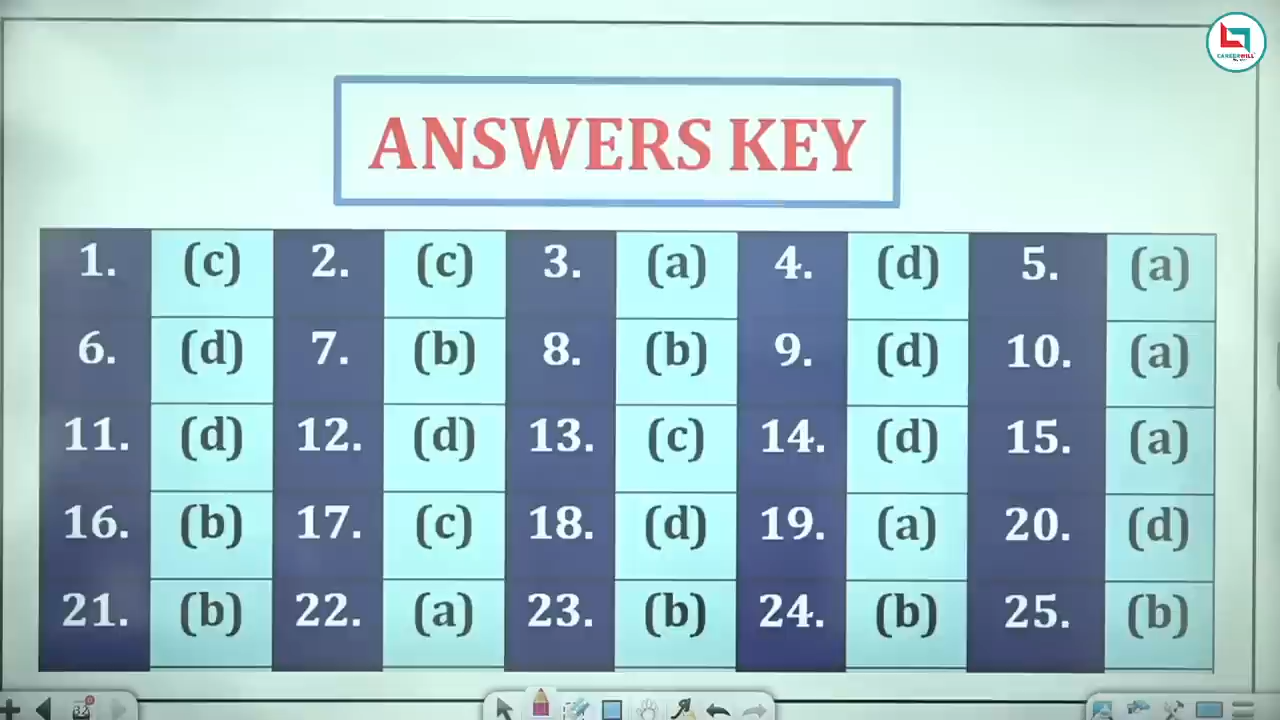 CAREERWILL
ANSWERS KEY
1. (c) 2. (c) 3. (a) 4. (d) 5. (a)
6. (d) 7. (b) 8. (b) 9. (d) 10. (a)
11. (d) 12. (d) 13. (c) 14. (d) 15. (a)
16. (b) 17. (c) 18. (d) 19. (a) 20. (d)
21. (b) 22. (a) 23. (b) 24. (b) 25. (b)